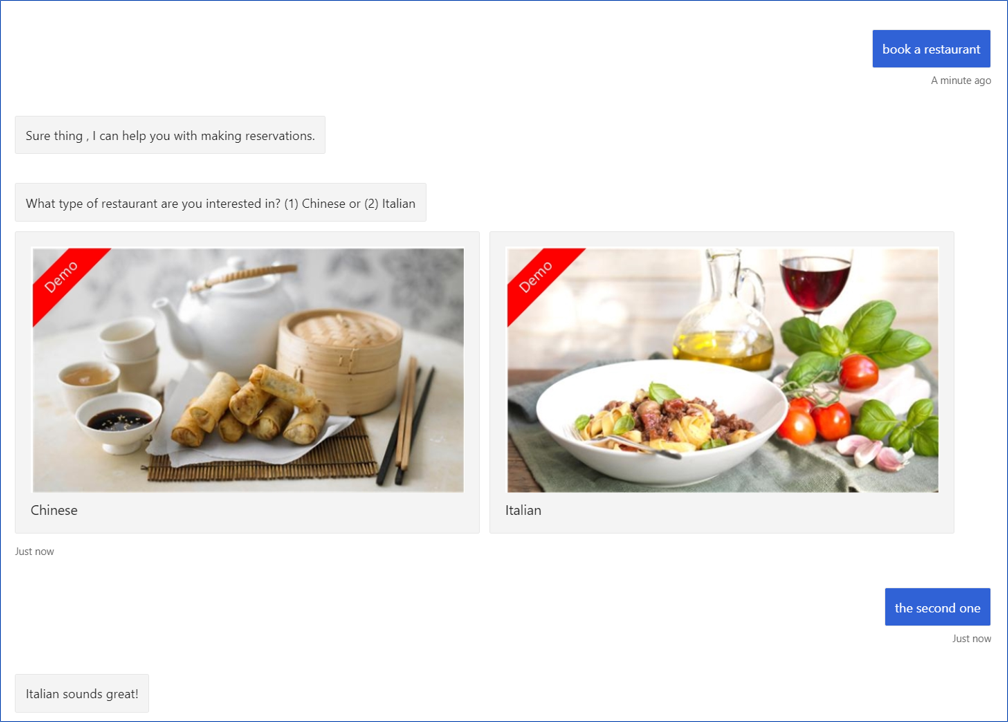 book a restaurant
A minute ago
Sure thing , I can help you with making reservations.
What type of restaurant are you interested in? (1) Chinese or (2) Italian
Demo
Demo
Chinese
Italian
Just now
the second one
Just now
Italian sounds great!